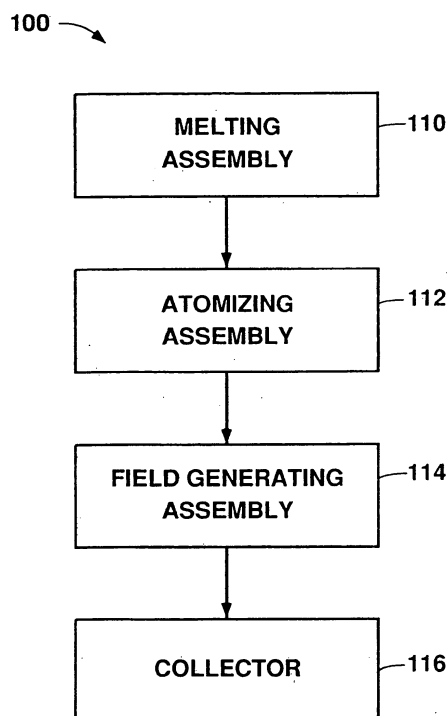 100
MELTING
ASSEMBLY
110
ATOMIZING
ASSEMBLY
112
FIELD GENERATING
ASSEMBLY
114
COLLECTOR
116